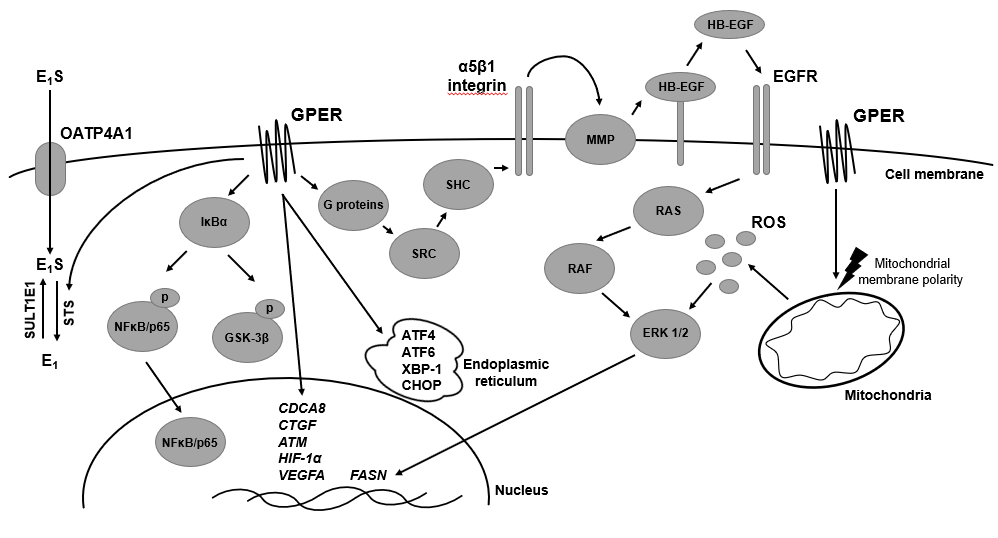 HB-EGF
E₁S
α5β1
integrin
HB-EGF
EGFR
OATP4A1
GPER
GPER
MMP
Cell membrane
SHC
G proteins
IκBα
RAS
ROS
SRC
E₁S
RAF
Mitochondrial
membrane polarity
SULT1E1
STS
p
p
NFκB/p65
GSK-3β
ERK 1/2
ATF4
ATF6
XBP-1
CHOP
Endoplasmic
reticulum
E₁
Mitochondria
CDCA8
CTGF
ATM
HIF-1α
VEGFA
FASN
NFκB/p65
Nucleus